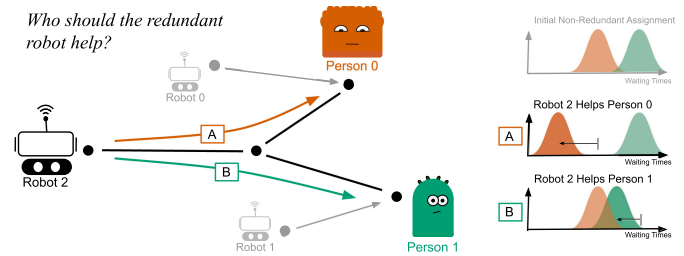 Who should the redundant
robot help?
Person 0
Robot 0
A
Robot 2
B
Robot 1
Person 1
Initial Non-Redundant Assignment
Waiting Times
Robot 2 Helps Person 0
A
Waiting Times
Robot 2 Helps Person 1
B
Waiting Times